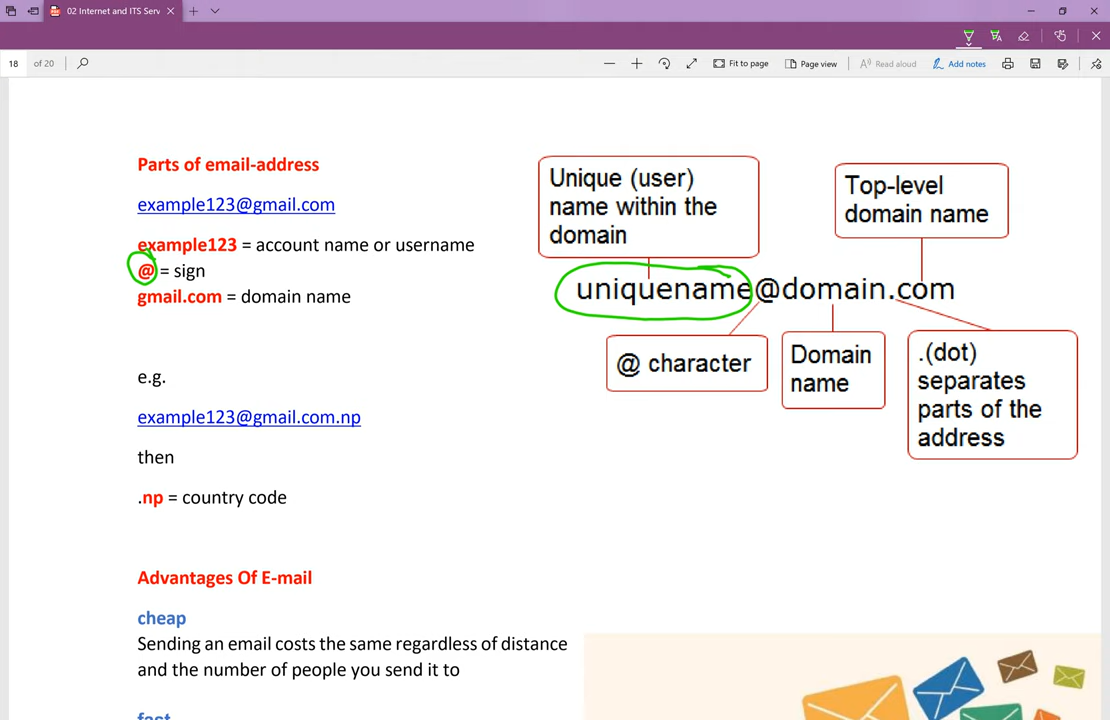 02 Internet and ITS Serv
18 of 20
Fit to page
Page view
Read aloud
Add notes
Parts of email-address
example123@gmail.com
example123 = account name or username
@ = sign
gmail.com = domain name
e.g.
example123@gmail.com.np
then
.np = country code
Unique (user)
name within the
domain
Top-level
domain name
uniquename@domain.com
@ character
Domain
name
.(dot)
separates
parts of the
address
Advantages Of E-mail
cheap
Sending an email costs the same regardless of distance
and the number of people you send it to
fast